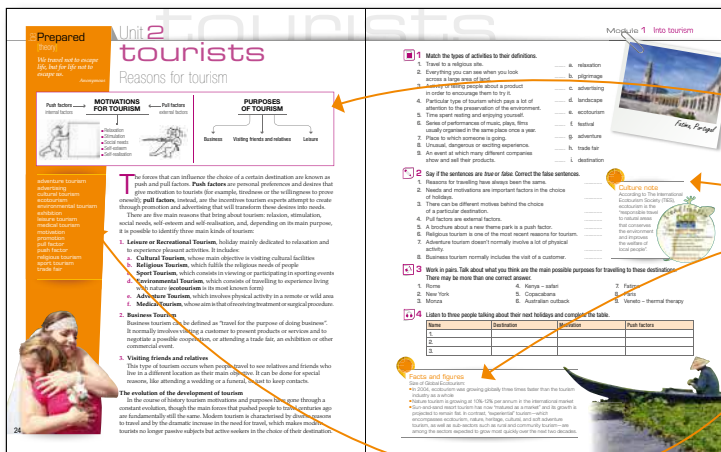 tourists
Prepared
[theory]
We travel not to escape
life, but for life not to
escape us.
Anonymous
Unit 2
tourists
Reasons for tourism
MOTIVATIONS
FOR TOURISM
Push factors
internal factors
Pull factors
external factors
Relaxation
Stimulation
Social needs
Self-esteem
Self-realisation
PURPOSES
OF TOURISM
Business
Visiting friends and relatives
Leisure
adventure tourism
advertising
cultural tourism
ecotourism
environmental tourism
exhibition
leisure tourism
medical tourism
motivation
promotion
pull factor
push factor
religious tourism
sport tourism
trade fair
The forces that can influence the choice of a certain destination are known as
push and pull factors. Push factors are personal preferences and desires that
give motivation to tourists (for example, tiredness or the willingness to prove
oneself); pull factors, instead, are the incentives tourism experts attempt to create
through promotion and advertising that will transform these desires into action.
There are five main reasons that bring about tourism: relaxion, stimulation,
social needs, self-esteem and self-realisation, and, depending on its main purpose,
it is possible to identify three main kinds of tourism:
1. Leisure or Recreational Tourism, holiday mainly dedicated to relaxation and
to experience pleasant activities. It includes:
a. Cultural Tourism, whose main objective is visiting cultural facilities
b. Religious Tourism, which fulfils the religious needs of people
c. Sport Tourism, which consists in viewing or participating in sporting events
d. Environmental Tourism, which consists of travelling to experience living
with nature (ecotourism is its most known form)
e. Adventure Tourism, which involves physical activity in a remote or wild area
f. Medical Tourism, whose aim is that of receiving treatment or surgical procedure.
2. Business Tourism
Business tourism can be defined as "travel for the purpose of doing business".
It normally involves visiting a customer to present products or services and to
negotiate a possible cooperation, or attending a trade fair, an exhibition or other
commercial event.
3. Visiting friends and relatives
This type of tourism occurs when people travel to see relatives and friends who
live in a different location as their main objective. It can be done for special
reasons, like attending a wedding or a funeral, or just to keep contacts.
The evolution of the development of tourism
In the course of history tourism motivations and purposes have gone through a
constant evolution, though the main forces that pushed people to travel centuries ago
are fundamentally still the same. Modern tourism is characterised by diverse reasons
to travel and by the dramatic increase in the need for travel, which makes modern
tourists no longer passive subjects but active seekers in the choice of their destination.
24
Module 1 Into tourism
1 Match the types of activities to their definitions.
1. Travel to a religious site.
2. Everything you can see when you look
across a large area of land.
3. Activity of telling people about a product
in order to encourage them to try it.
4. Particular type of tourism which pays a lot of
attention to the preservation of the environment.
5. Time spent resting and enjoying yourself.
6. Series of performances of music, plays, films
usually organised in the same place once a year.
7. Place to which someone is going.
8. Unusual, dangerous or exciting experience.
9. An event at which many different companies
show and sell their products.
a. relaxation
b. pilgrimage
c. advertising
d. landscape
e. ecotourism
f. festival
g. adventure
h. trade fair
i. destination
Fatima, Portugal
2 Say if the sentences are true or false. Correct the false sentences.
1. Reasons for travelling have always been the same.
2. Needs and motivations are important factors in the choice
of holidays.
3. There can be different motives behind the choice
of a particular destination.
4. Pull factors are external factors.
5. A brochure about a new theme park is a push factor.
6. Religious tourism is one of the most recent reasons for tourism.
7. Adventure tourism doesn't normally involve a lot of physical
activity.
8. Business tourism normally includes the visit of a customer.
Culture note
According to The International
Ecotourism Society (TIES),
ecotourism is the
"responsible travel
to natural areas
that conserves
the environment
and improves
the welfare of
local people".
3 Work in pairs. Talk about what you think are the main possible purposes for travelling to these destinations.
There may be more than one correct answer.
1. Rome
2. New York
3. Monza
4. Kenya – safari
5. Copacabana
6. Australian outback
7. Fatima
8. Paris
9. Veneto – thermal therapy
4 Listen to three people talking about their next holidays and complete the table.
Name Destination Motivation Push factors
1.
2.
3.
Facts and figures
Size of Global Ecotourism
In 2004, ecotourism was growing globally three times faster than the tourism
industry as a whole
Nature tourism is growing at 10%-12% per annum in the international market
Sun-and-sand resort tourism has now "matured as a market" and its growth is
projected to remain flat. In contrast, "experiential" tourism—which
encompasses ecotourism, nature, heritage, cultural, and soft adventure
tourism, as well as sub-sectors such as rural and community tourism—are
among the sectors expected to grow most quickly over the next two decades.